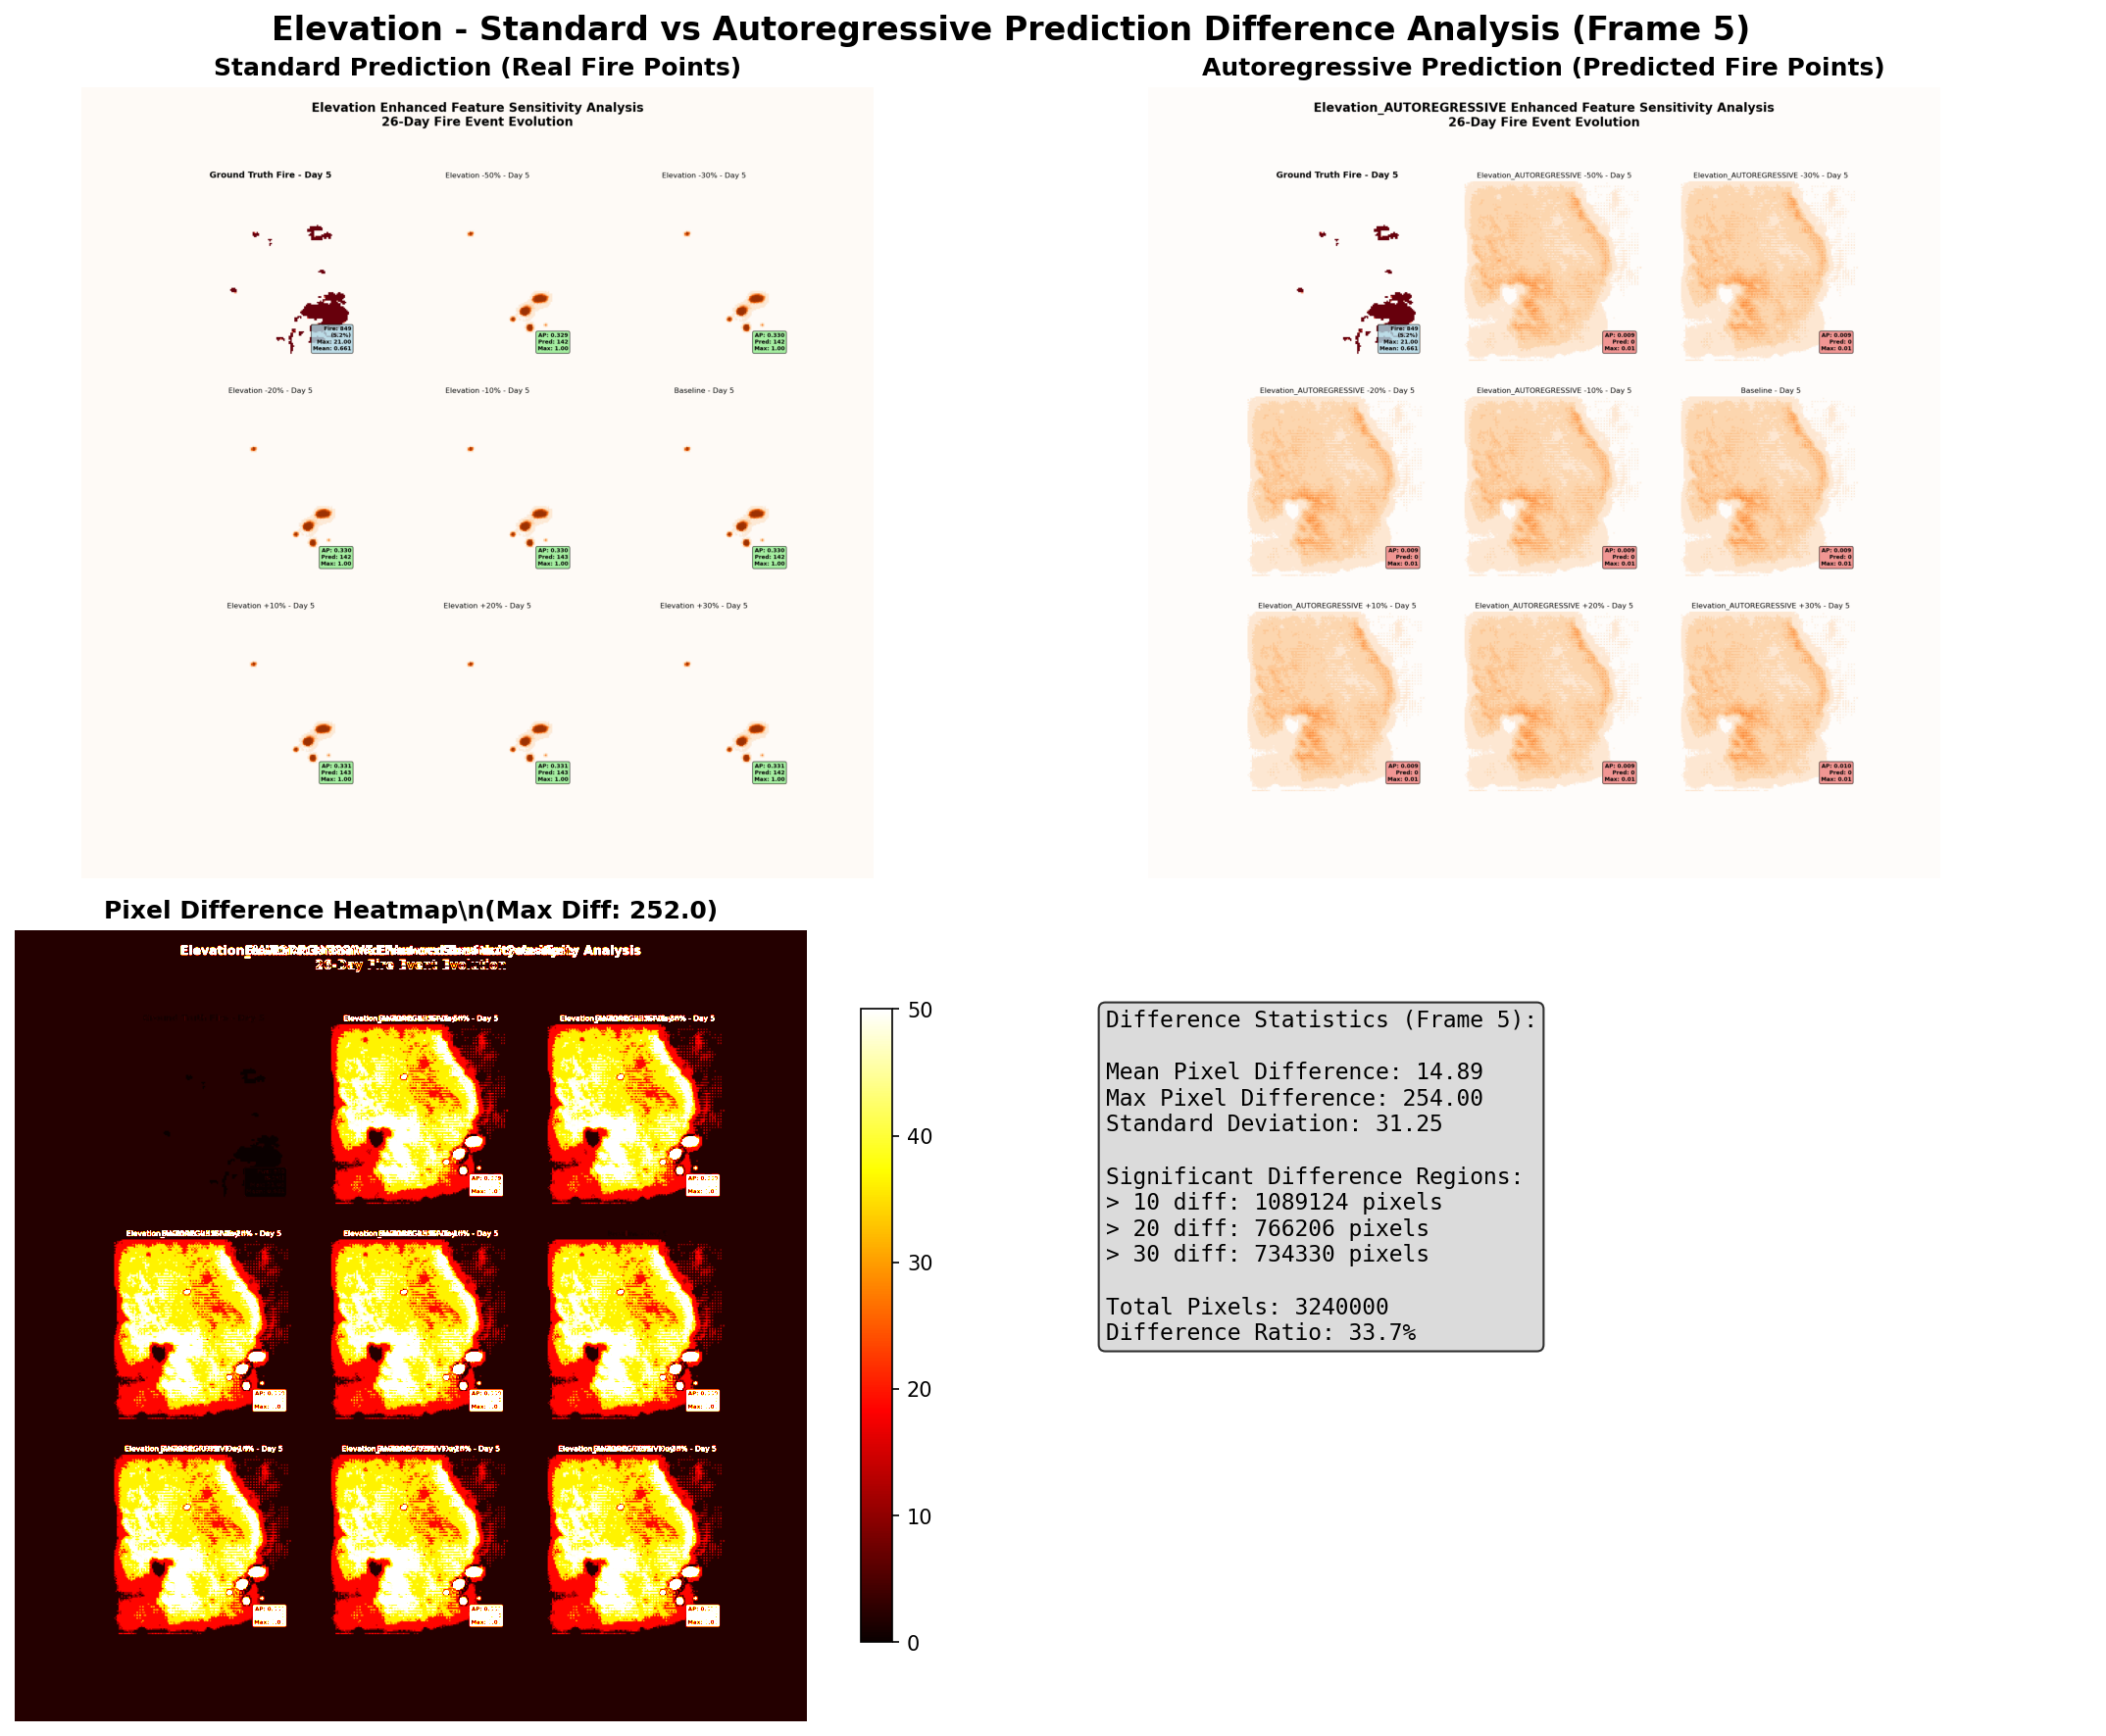 Elevation - Standard vs Autoregressive Prediction Difference Analysis (Frame 5)
Standard Prediction (Real Fire Points)
Elevation Enhanced Feature Sensitivity Analysis
26-Day Fire Event Evolution
Ground Truth Fire - Day 5
Elevation -50% - Day 5
Elevation -30% - Day 5
Fire: 849
(5.2%)
Max: 21.00
Mean: 0.661
AP: 0.329
Pred: 142
Max: 1.00
AP: 0.330
Pred: 142
Max: 1.00
Elevation -20% - Day 5
Elevation -10% - Day 5
Baseline - Day 5
AP: 0.330
Pred: 142
Max: 1.00
AP: 0.330
Pred: 143
Max: 1.00
AP: 0.330
Pred: 142
Max: 1.00
Elevation +10% - Day 5
Elevation +20% - Day 5
Elevation +30% - Day 5
AP: 0.331
Pred: 143
Max: 1.00
AP: 0.331
Pred: 143
Max: 1.00
AP: 0.331
Pred: 142
Max: 1.00
Autoregressive Prediction (Predicted Fire Points)
Elevation_AUTOREGRESSIVE Enhanced Feature Sensitivity Analysis
26-Day Fire Event Evolution
Ground Truth Fire - Day 5
Elevation_AUTOREGRESSIVE -50% - Day 5
Elevation_AUTOREGRESSIVE -30% - Day 5
Fire: 849
(5.2%)
Max: 21.00
Mean: 0.661
AP: 0.009
Pred: 0
Max: 0.01
AP: 0.009
Pred: 0
Max: 0.01
Elevation_AUTOREGRESSIVE -20% - Day 5
Elevation_AUTOREGRESSIVE -10% - Day 5
Baseline - Day 5
AP: 0.009
Pred: 0
Max: 0.01
AP: 0.009
Pred: 0
Max: 0.01
AP: 0.009
Pred: 0
Max: 0.01
Elevation_AUTOREGRESSIVE +10% - Day 5
Elevation_AUTOREGRESSIVE +20% - Day 5
Elevation_AUTOREGRESSIVE +30% - Day 5
AP: 0.009
Pred: 0
Max: 0.01
AP: 0.009
Pred: 0
Max: 0.01
AP: 0.010
Pred: 0
Max: 0.01
Pixel Difference Heatmap\n(Max Diff: 252.0)
26-Day Fire Event Evolution
50
40
30
20
10
0
Difference Statistics (Frame 5):
Mean Pixel Difference: 14.89
Max Pixel Difference: 254.00
Standard Deviation: 31.25
Significant Difference Regions:
> 10 diff: 1089124 pixels
> 20 diff: 766206 pixels
> 30 diff: 734330 pixels
Total Pixels: 3240000
Difference Ratio: 33.7%